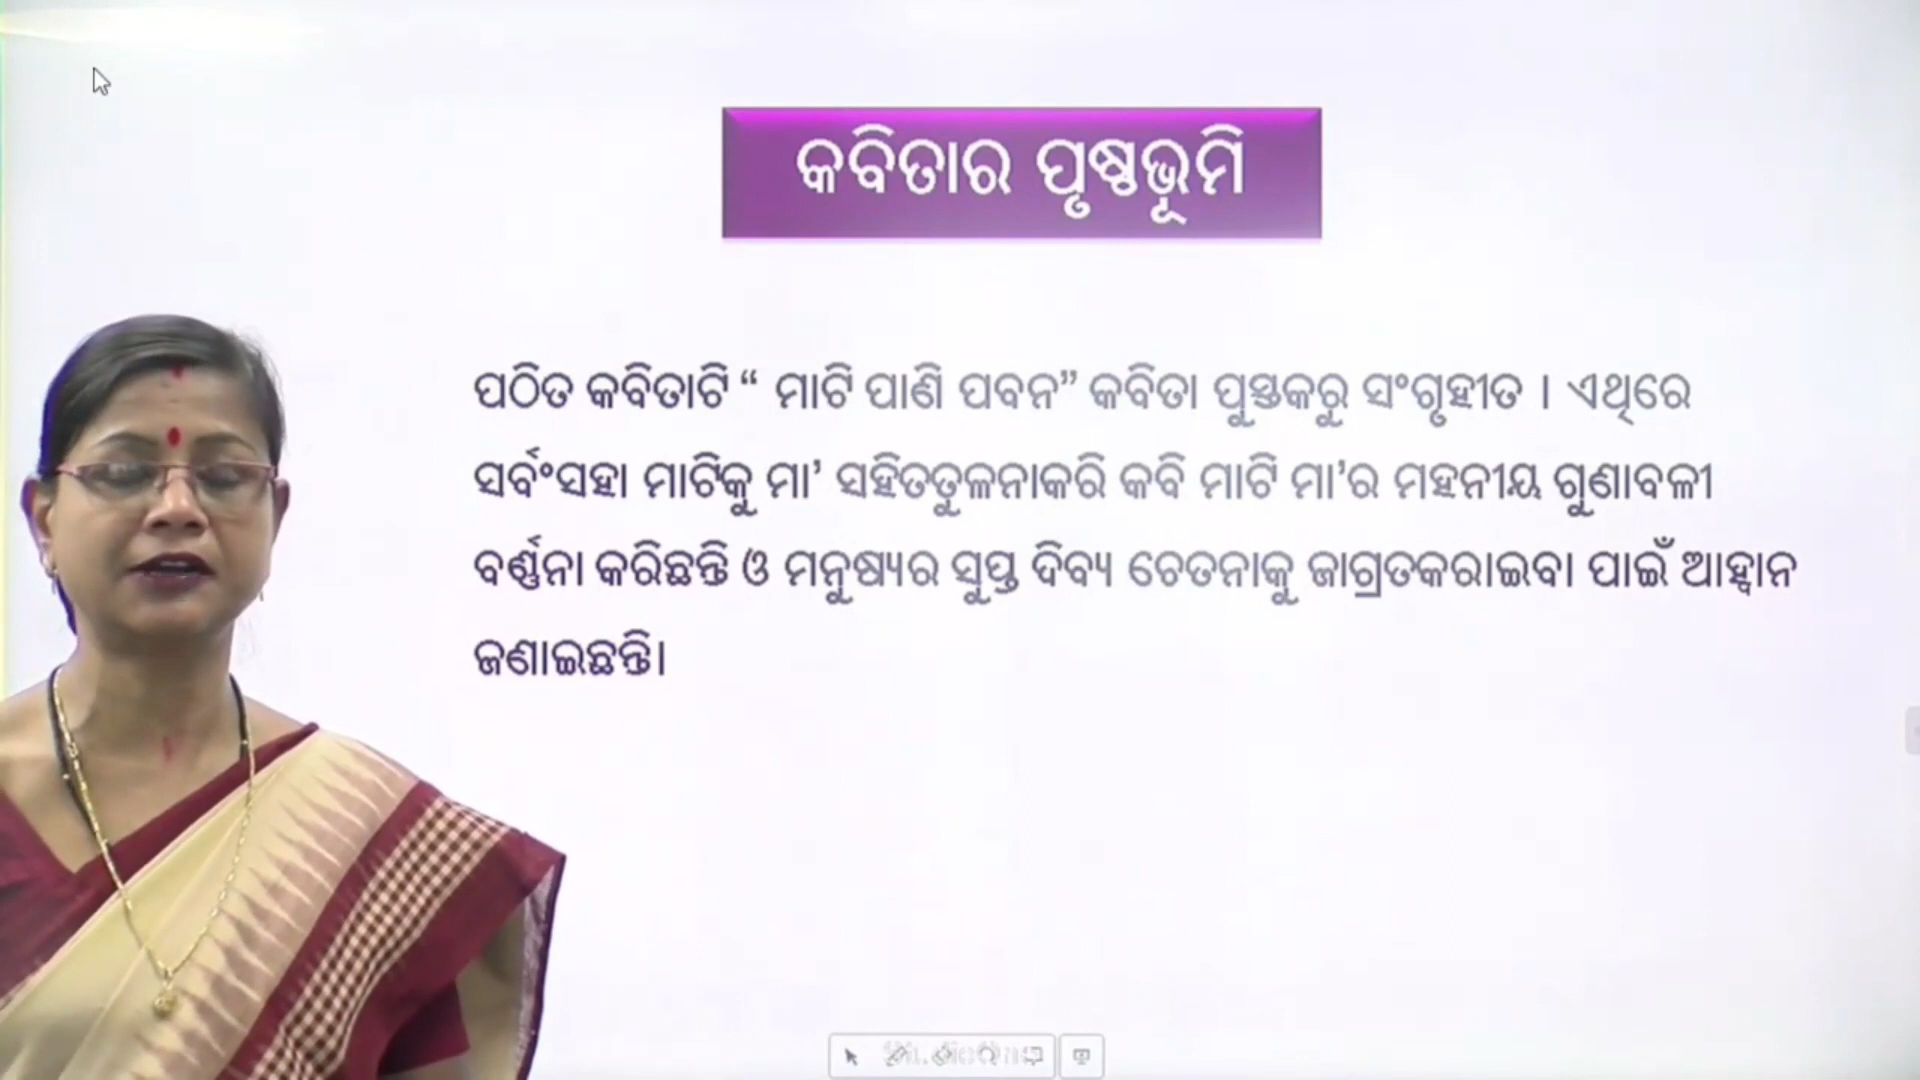 କବିତାର ପୃଷ୍ଠଭୂମି
ପଠିତ କବିତାଟି “ ମାଟି ପାଣି ପବନ” କବିତା ପୁସ୍ତକରୁ ସଂଗୃହୀତ । ଏଥିରେ
ସର୍ବଂସହା ମାଟିକୁ ମା’ ସହିତତୁଳନାକରି କବି ମାଟି ମା’ର ମହନୀୟ ଗୁଣାବଳୀ
ବର୍ଣ୍ଣନା କରିଛନ୍ତି ଓ ମନୁଷ୍ୟର ସୁପ୍ତ ଦିବ୍ୟ ଚେତନାକୁ ଜାଗ୍ରତକରାଇବା ପାଇଁ ଆହ୍ୱାନ
ଜଣାଇଛନ୍ତି।